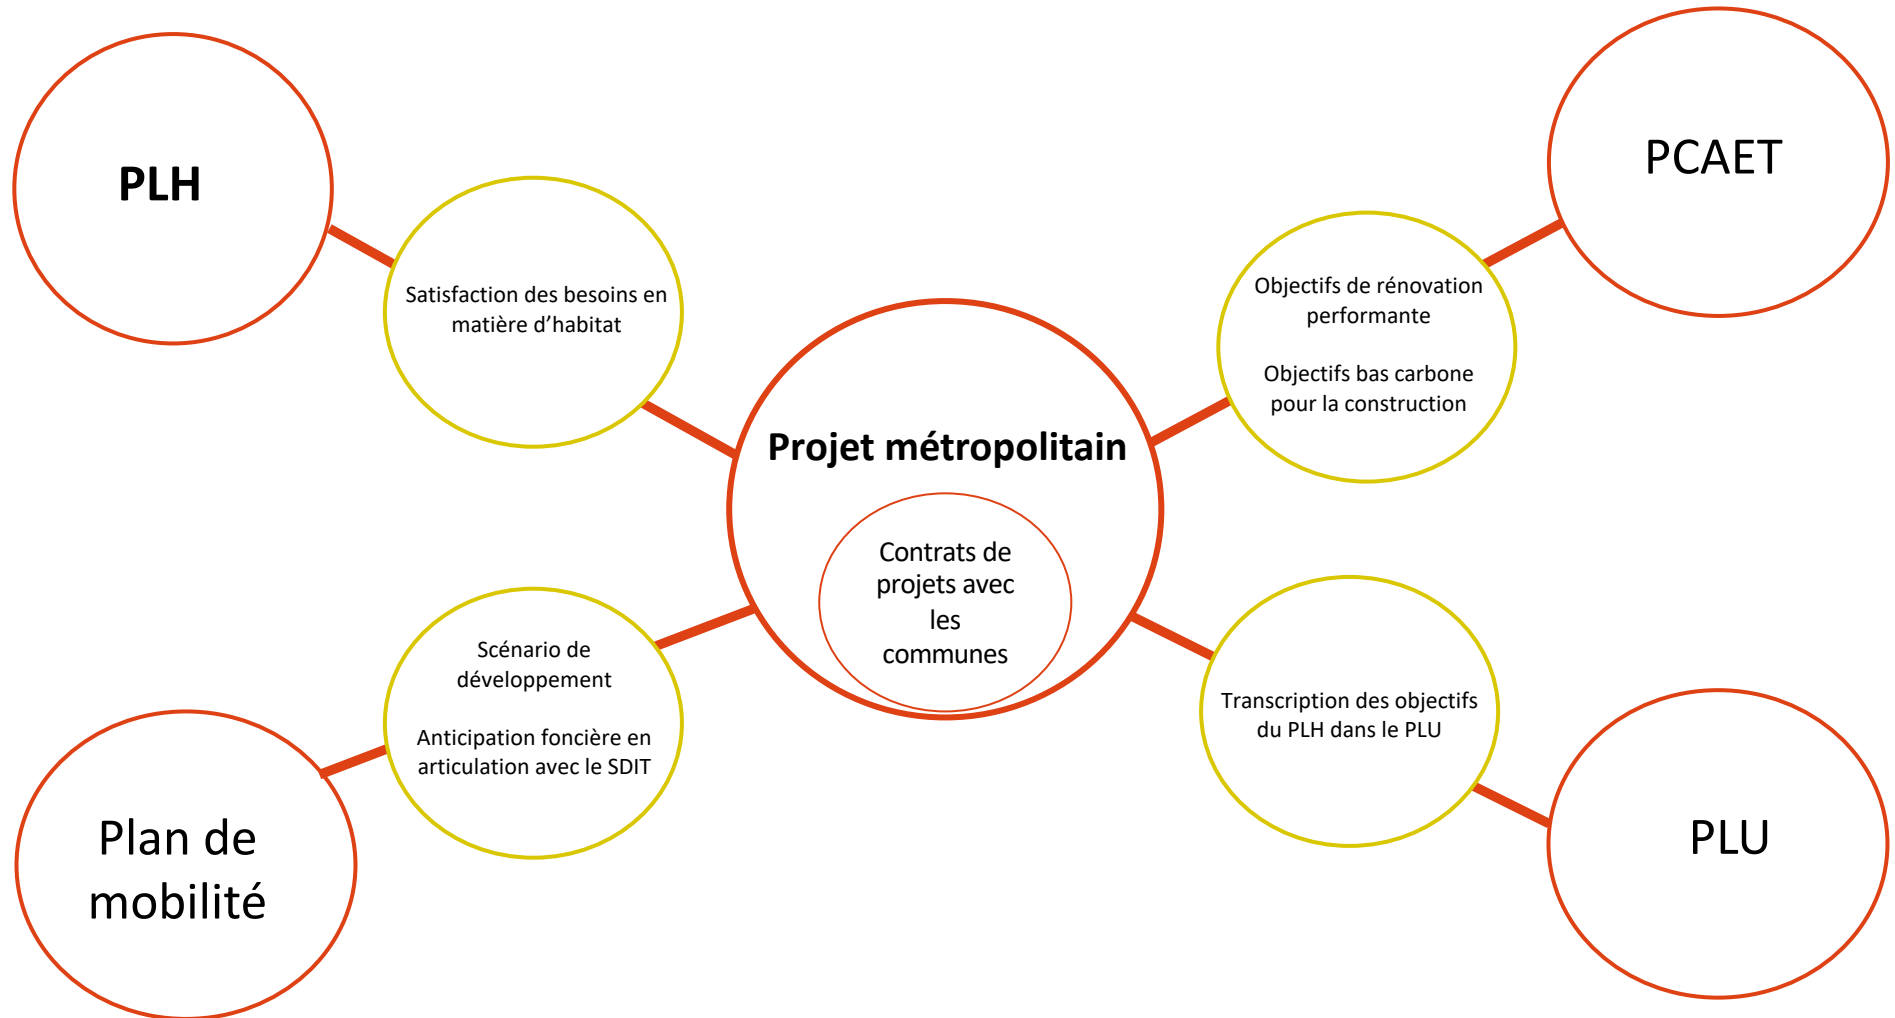 PLH
Satisfaction des besoins en
matière d’habitat
PCAET
Objectifs de rénovation
performante
Objectifs bas carbone
pour la construction
Projet métropolitain
Contrats de
projets avec
les
communes
Scénario de
développement
Anticipation foncière en
articulation avec le SDIT
Plan de
mobilité
Transcription des objectifs
du PLH dans le PLU
PLU